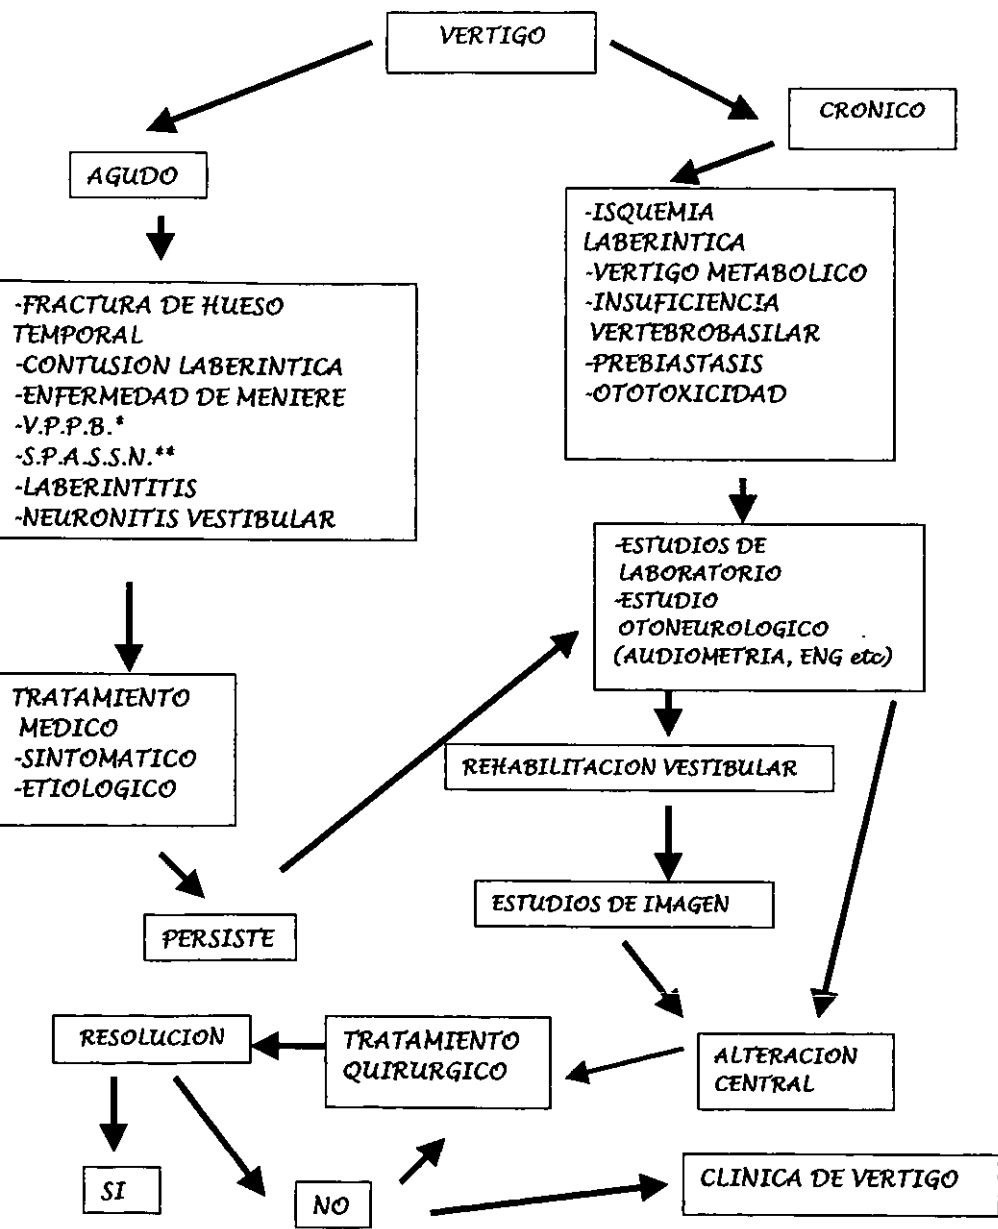 VERTIGO
CRONICO
AGUDO
-ISQUEMIA
LABERINTICA
-VERTIGO METABOLICO
-INSUFICIENCIA
VERTEBROBASILAR
-PREBIASTASIS
-OTOTOXICIDAD
-FRACTURA DE HUESO
TEMPORAL
-CONTUSION LABERINTICA
-ENFERMEDAD DE MENIERE
-V.P.P.B.*
-S.P.A.S.S.N.**
-LABERINTITIS
-NEURONITIS VESTIBULAR
-ESTUDIOS DE
LABORATORIO
-ESTUDIO
OTONEUROLOGICO
(AUDIOMETRIA, ENG etc)
TRATAMIENTO
MEDICO
-SINTOMATICO
-ETIOLOGICO
REHABILITACION VESTIBULAR
ESTUDIOS DE IMAGEN
PERSISTE
RESOLUCION
TRATAMIENTO
QUIRURGICO
ALTERACION
CENTRAL
SI
NO
CLINICA DE VERTIGO